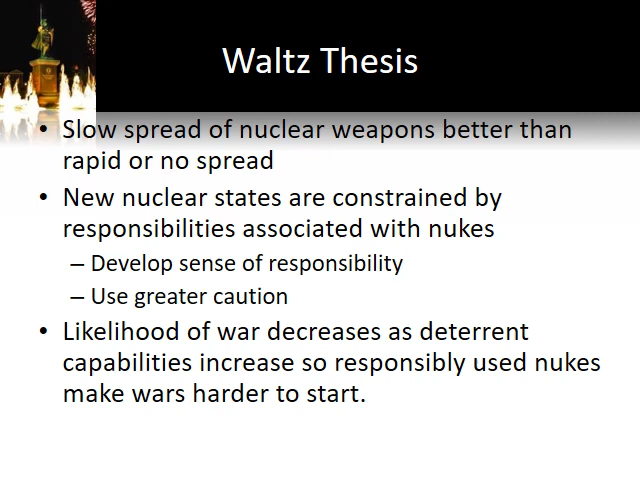 Waltz Thesis
• Slow spread of nuclear weapons better than
rapid or no spread
• New nuclear states are constrained by
responsibilities associated with nukes
– Develop sense of responsibility
– Use greater caution
• Likelihood of war decreases as deterrent
capabilities increase so responsibly used nukes
make wars harder to start.